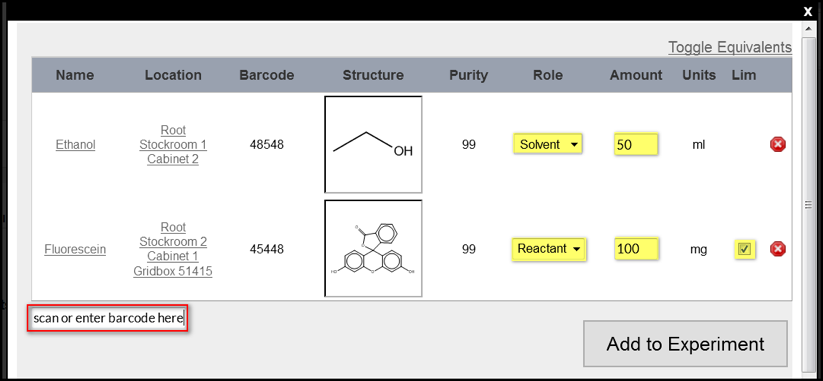 x
Toggle Equivalents
Name Location Barcode Structure Purity Role Amount Units Lim
Ethanol
Root
Stockroom 1
Cabinet 2
48548
OH
99
Solvent
50
ml
Fluorescein
Root
Stockroom 2
Cabinet 1
Gridbox 51415
45448
99
Reactant
100
mg
scan or enter barcode here
Add to Experiment